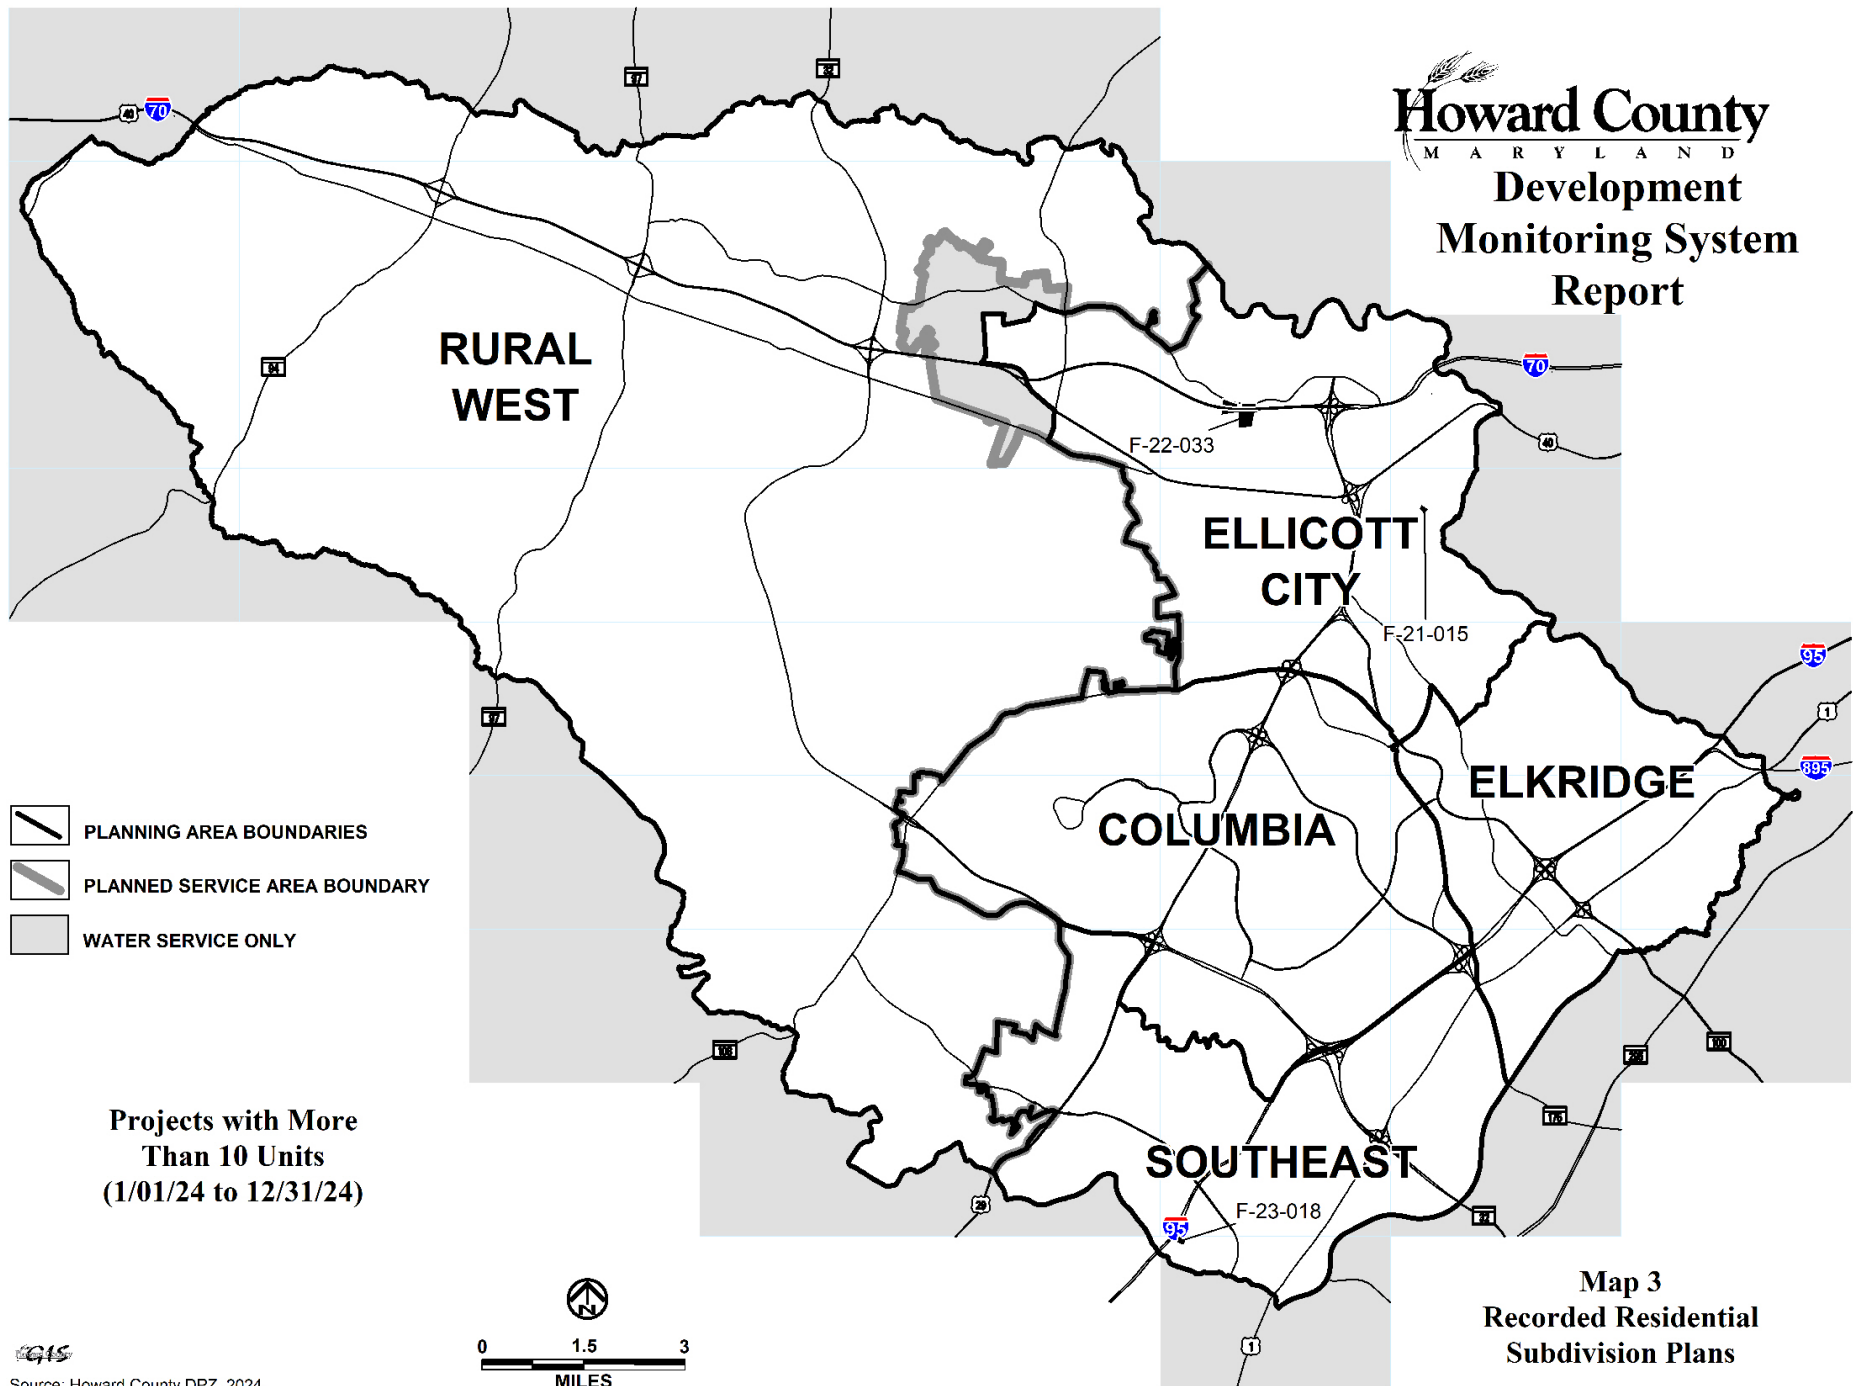 Howard County
MARYLAND
Development
Monitoring System
Report
97
32
40
70
RURAL
WEST
94
70
40
F-22-033
ELLICOTT
CITY
F-21-015
95
1
895
97
ELKRIDGE
COLUMBIA
PLANNING AREA BOUNDARIES
PLANNED SERVICE AREA BOUNDARY
WATER SERVICE ONLY
108
100
175
Projects with More
Than 10 Units
(1/01/24 to 12/31/24)
SOUTHEAST
29
F-23-018
95
32
Map 3
Recorded Residential
Subdivision Plans
1
N
0 1.5 3
MILES
GIS
Source: Howard County DPZ, 2024